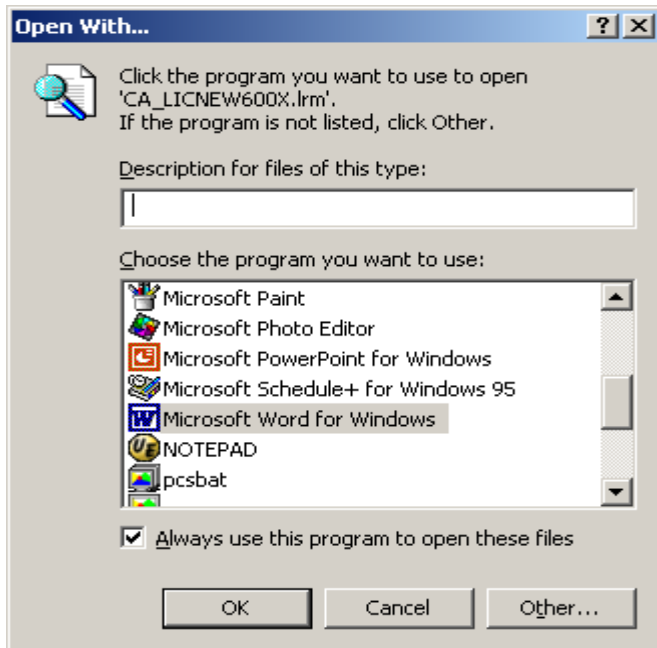 Open With...
Click the program you want to use to open
'CA_LICNEW600X.lrm'.
If the program is not listed, click Other.
Description for files of this type:
Choose the program you want to use:
Microsoft Paint
Microsoft Photo Editor
Microsoft PowerPoint for Windows
Microsoft Schedule+ for Windows 95
Microsoft Word for Windows
NOTEPAD
pcsbat
Always use this program to open these files
OK
Cancel
Other...